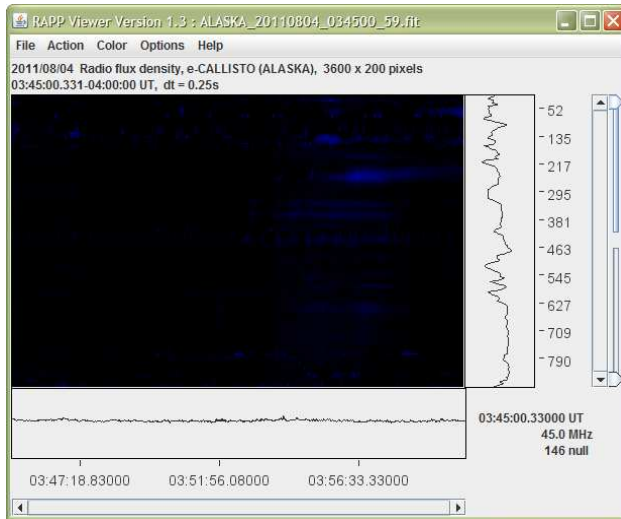 RAPP Viewer Version 1.3 : ALASKA_20110804_034500_59.fit
File Action Color Options Help
2011/08/04 Radio flux density, e-CALLISTO (ALASKA), 3600 x 200 pixels
03:45:00.331-04:00:00 UT, dt = 0.25s
52
135
217
295
381
463
545
627
709
790
03:45:00.33000 UT
45.0 MHz
146 null
03:47:18.83000 03:51:56.08000 03:56:33.33000